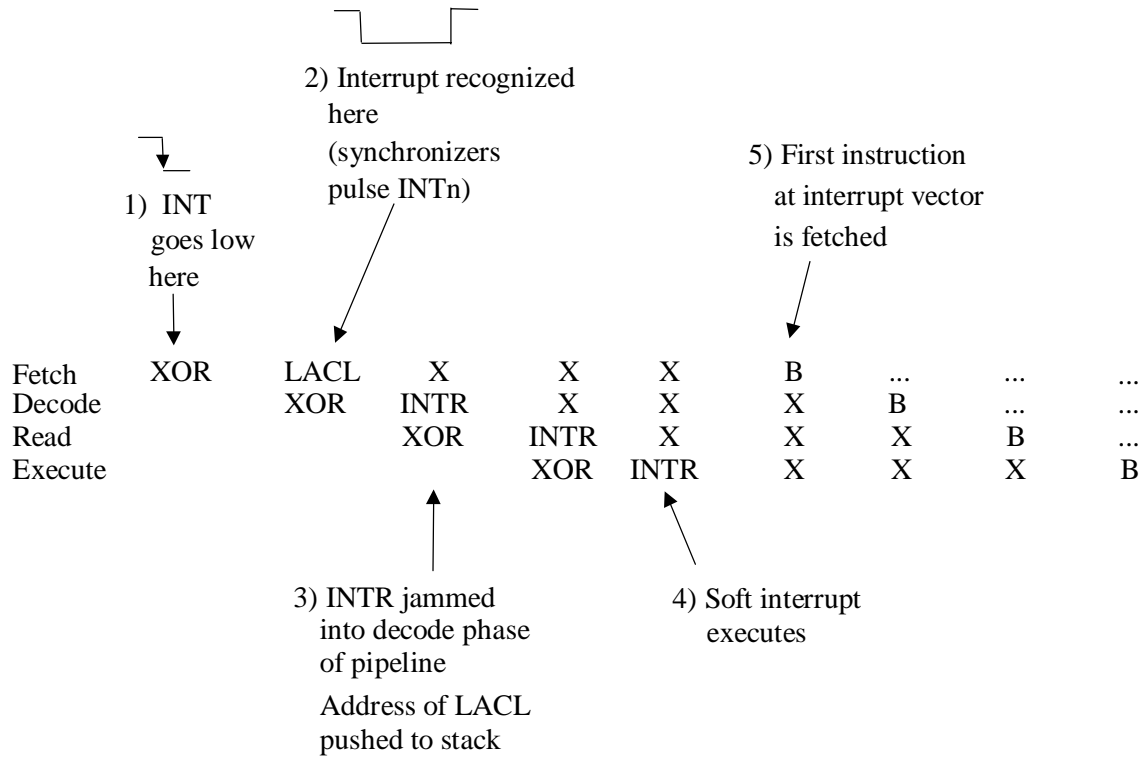 2) Interrupt recognized
here
(synchronizers
pulse INTn)
1) INT
goes low
here
5) First instruction
at interrupt vector
is fetched
Fetch XOR LACL X X X B ... ... ...
Decode XOR INTR X X X B ... ...
Read XOR INTR X X X B ...
Execute XOR INTR X X X B
3) INTR jammed
into decode phase
of pipeline
Address of LACL
pushed to stack
4) Soft interrupt
executes